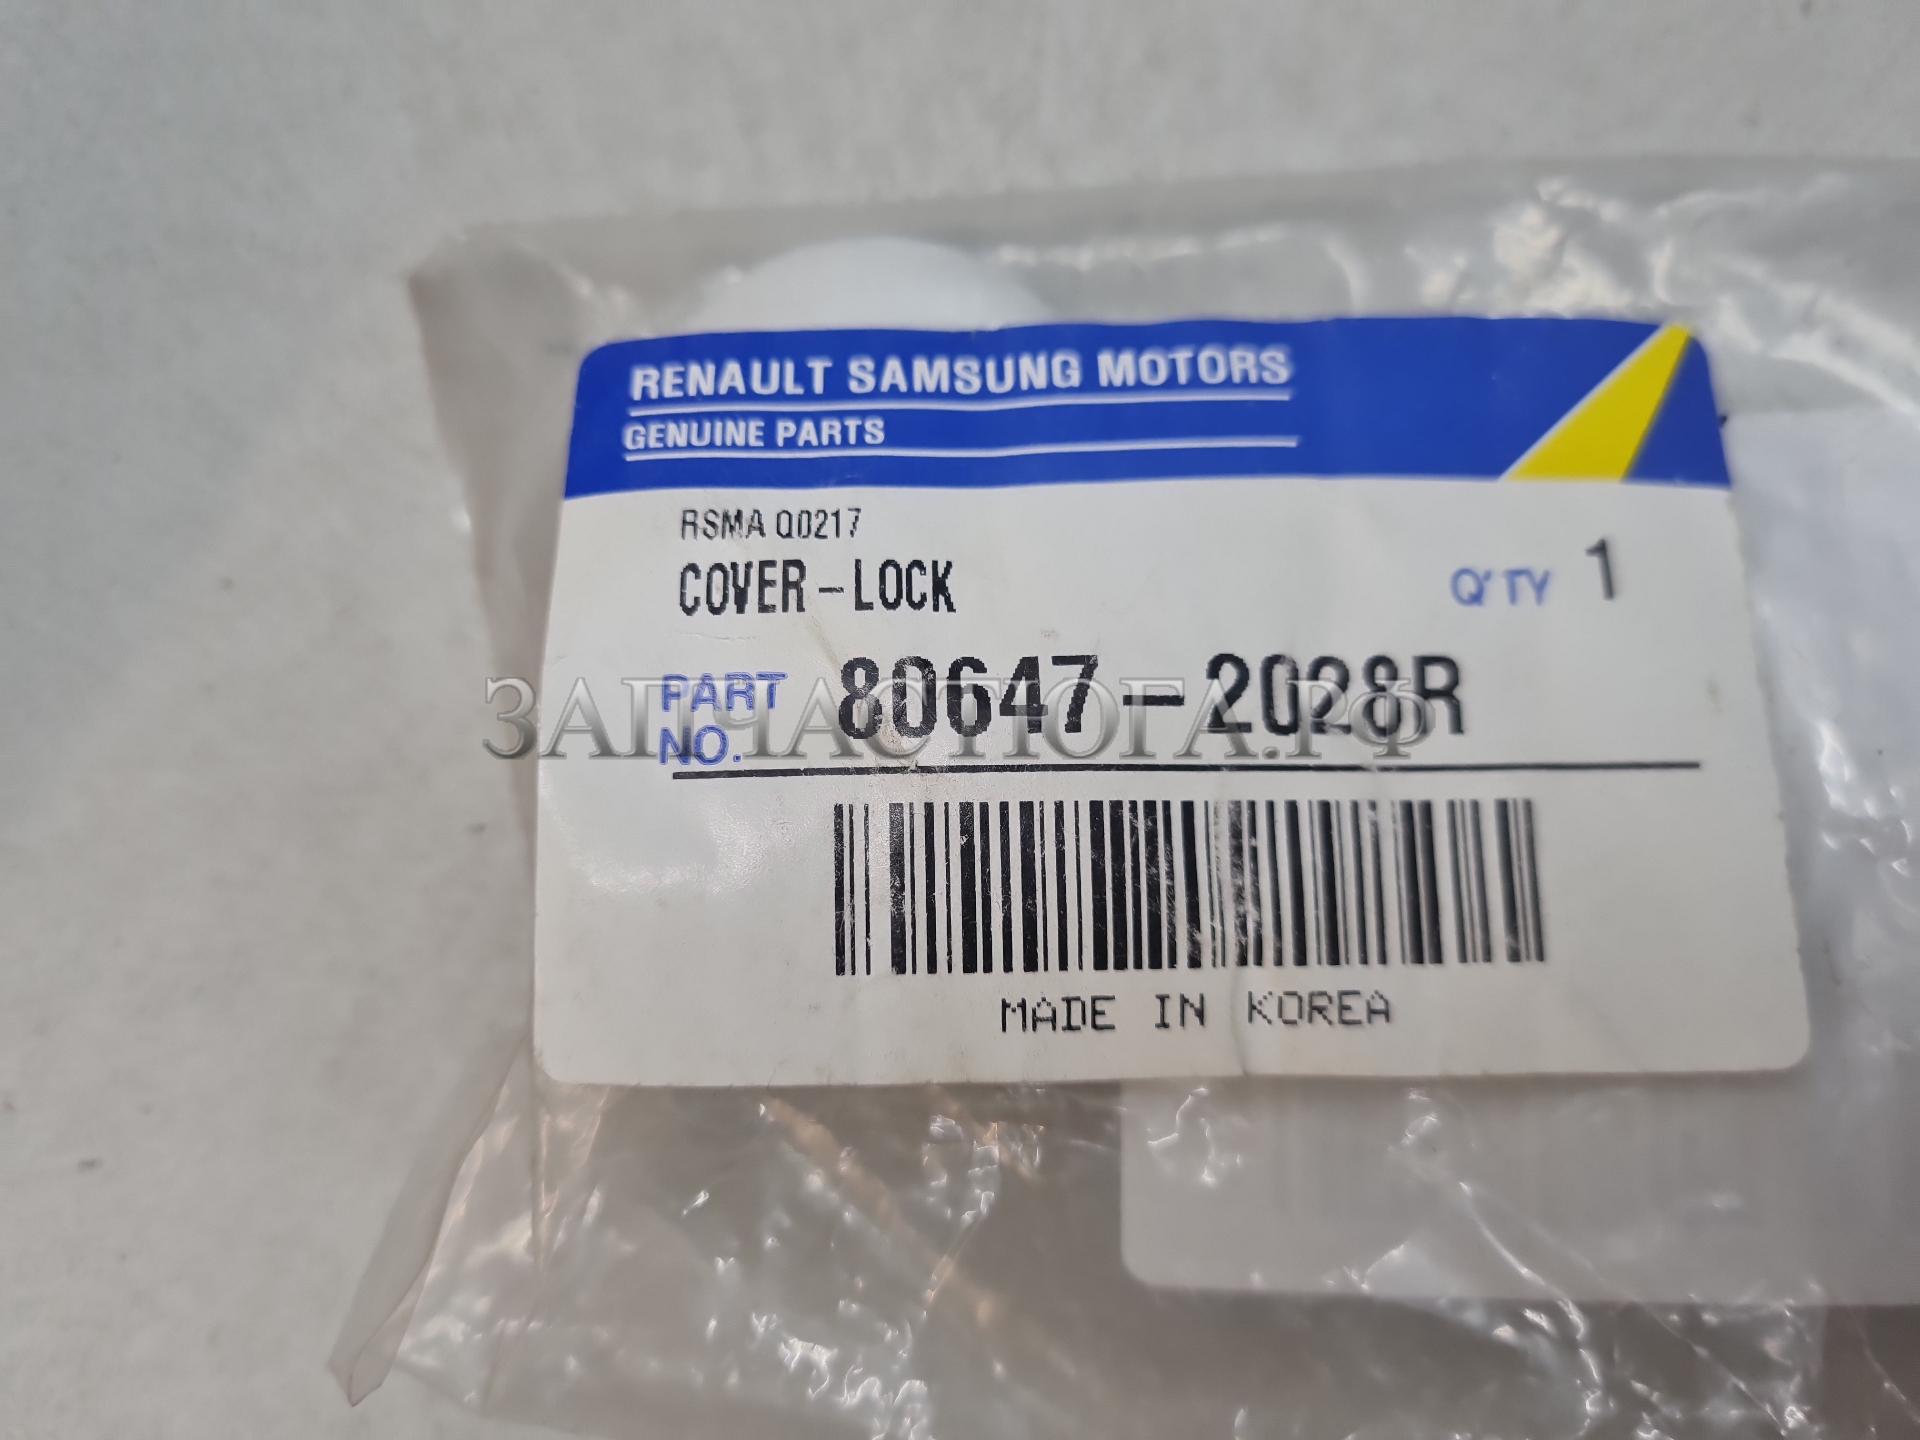 RENAULT SAMSUNG MOTORS
GENUINE PARTS
RSMA Q0217
COVER-LOCK
Q'TY 1
PART NO. 80647-2028R
ЗАПЧАСТЮГА.РФ
MADE IN KOREA